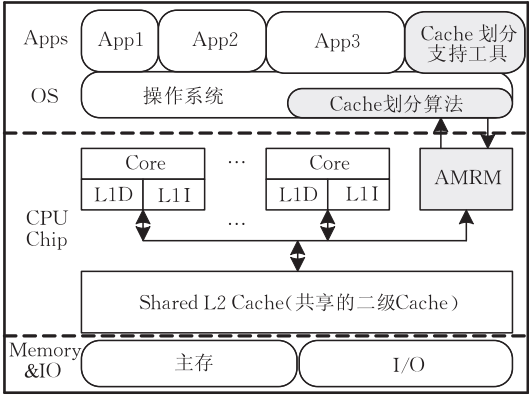 Apps
App1
App2
App3
Cache 划分
支持工具
OS
操作系统
Cache划分算法
Core
...
Core
L1D
L1I
L1D
L1I
...
AMRM
CPU
Chip
Shared L2 Cache(共享的二级Cache)
Memory
&IO
主存
I/O